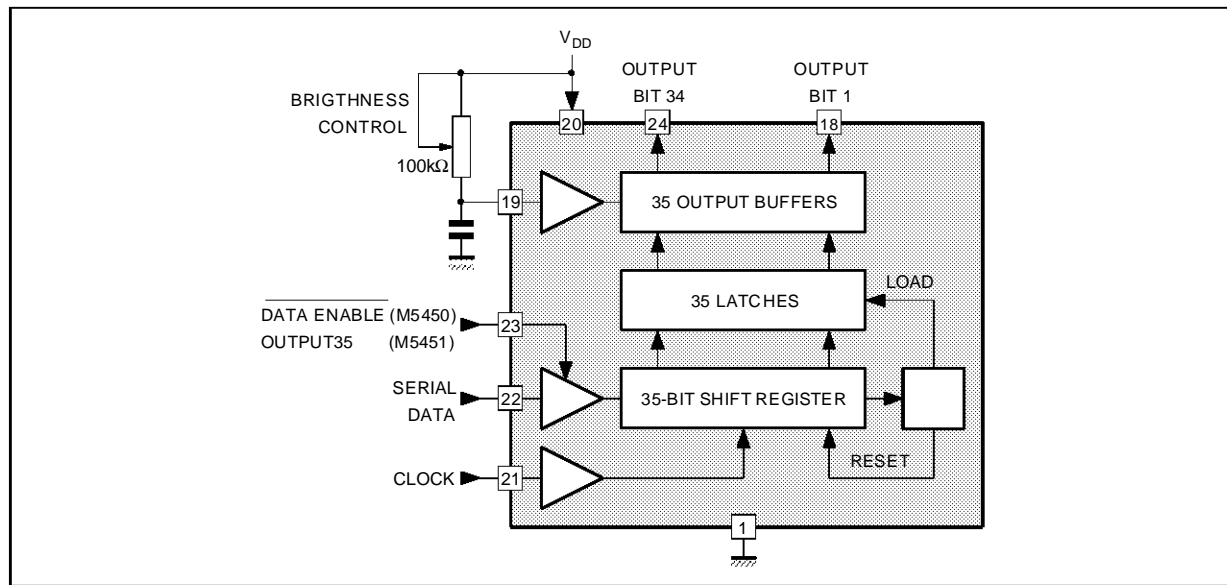 VDD
OUTPUT
BIT 34
OUTPUT
BIT 1
BRIGTHNESS
CONTROL
100kΩ
20
24
18
19
35 OUTPUT BUFFERS
35 LATCHES
LOAD
DATA ENABLE (M5450)
OUTPUT35 (M5451)
23
SERIAL
DATA
22
35-BIT SHIFT REGISTER
RESET
CLOCK
21
1